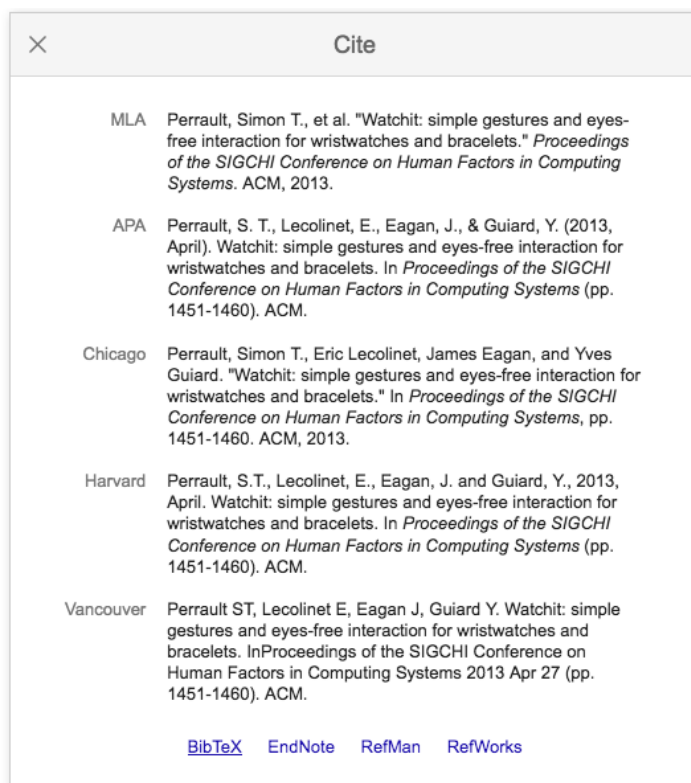 Cite
MLA Perrault, Simon T., et al. "Watchit: simple gestures and eyes-
free interaction for wristwatches and bracelets." Proceedings
of the SIGCHI Conference on Human Factors in Computing
Systems. ACM, 2013.
APA Perrault, S. T., Lecolinet, E., Eagan, J., & Guiard, Y. (2013,
April). Watchit: simple gestures and eyes-free interaction for
wristwatches and bracelets. In Proceedings of the SIGCHI
Conference on Human Factors in Computing Systems (pp.
1451-1460). ACM.
Chicago Perrault, Simon T., Eric Lecolinet, James Eagan, and Yves
Guiard. "Watchit: simple gestures and eyes-free interaction for
wristwatches and bracelets." In Proceedings of the SIGCHI
Conference on Human Factors in Computing Systems, pp.
1451-1460. ACM, 2013.
Harvard Perrault, S.T., Lecolinet, E., Eagan, J. and Guiard, Y., 2013,
April. Watchit: simple gestures and eyes-free interaction for
wristwatches and bracelets. In Proceedings of the SIGCHI
Conference on Human Factors in Computing Systems (pp.
1451-1460). ACM.
Vancouver Perrault ST, Lecolinet E, Eagan J, Guiard Y. Watchit: simple
gestures and eyes-free interaction for wristwatches and
bracelets. InProceedings of the SIGCHI Conference on
Human Factors in Computing Systems 2013 Apr 27 (pp.
1451-1460). ACM.
BibTeX EndNote RefMan RefWorks